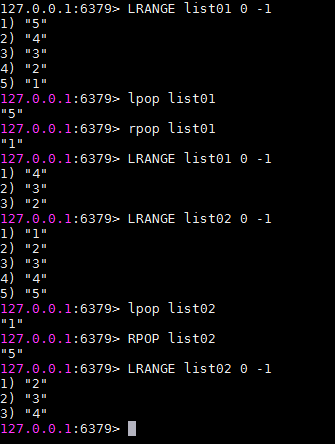 127.0.0.1:6379> LRANGE list01 0 -1
1) "5"
2) "4"
3) "3"
4) "2"
5) "1"
127.0.0.1:6379> lpop list01
"5"
127.0.0.1:6379> rpop list01
"1"
127.0.0.1:6379> LRANGE list01 0 -1
1) "4"
2) "3"
3) "2"
127.0.0.1:6379> LRANGE list02 0 -1
1) "1"
2) "2"
3) "3"
4) "4"
5) "5"
127.0.0.1:6379> lpop list02
"1"
127.0.0.1:6379> RPOP list02
"5"
127.0.0.1:6379> LRANGE list02 0 -1
1) "2"
2) "3"
3) "4"
127.0.0.1:6379>